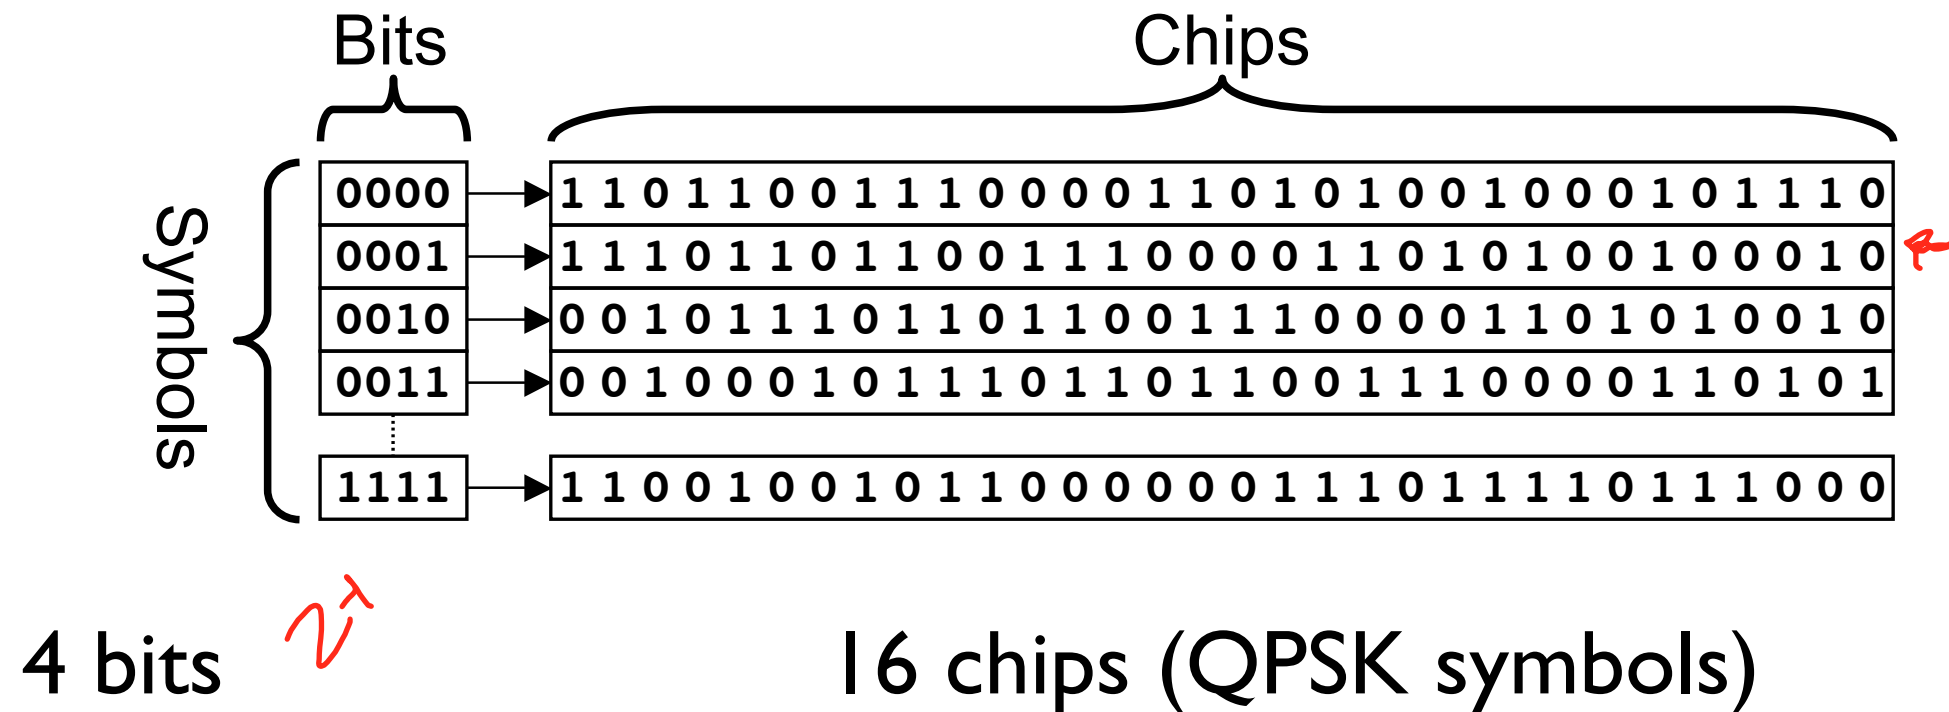 Bits Chips
Symbols
0000 1 1 0 1 1 0 0 1 1 1 0 0 0 0 1 1 0 1 0 1 0 0 1 0 0 0 1 0 1 1 1 0
0001 1 1 1 0 1 1 0 1 1 0 0 1 1 1 0 0 0 0 1 1 0 1 0 1 0 0 1 0 0 0 1 0
0010 0 0 1 0 1 1 1 0 1 1 0 1 1 0 0 1 1 1 0 0 0 0 1 1 0 1 0 1 0 0 1 0
0011 0 0 1 0 0 0 1 0 1 1 1 0 1 1 0 1 1 0 0 1 1 1 0 0 0 0 1 1 0 1 0 1
1111 1 1 0 0 1 0 0 1 0 1 1 0 0 0 0 0 0 1 1 1 0 1 1 1 1 0 1 1 1 0 0 0
4 bits 16 chips (QPSK symbols)